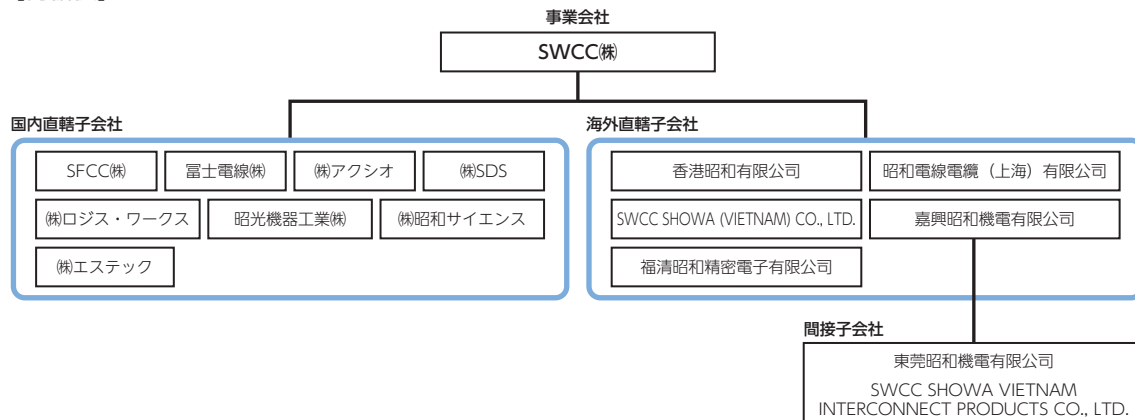 事業会社
SWCC㈱
国内直轄子会社
SFCC㈱
冨士電線㈱
㈱アクシオ
㈱SDS
㈱ロジス・ワークス
昭光機器工業㈱
㈱昭和サイエンス
㈱エステック
海外直轄子会社
香港昭和有限公司
昭和電線電纜（上海）有限公司
SWCC SHOWA (VIETNAM) CO., LTD.
嘉興昭和機電有限公司
福清昭和精密電子有限公司
間接子会社
東莞昭和機電有限公司
SWCC SHOWA VIETNAM
INTERCONNECT PRODUCTS CO., LTD.